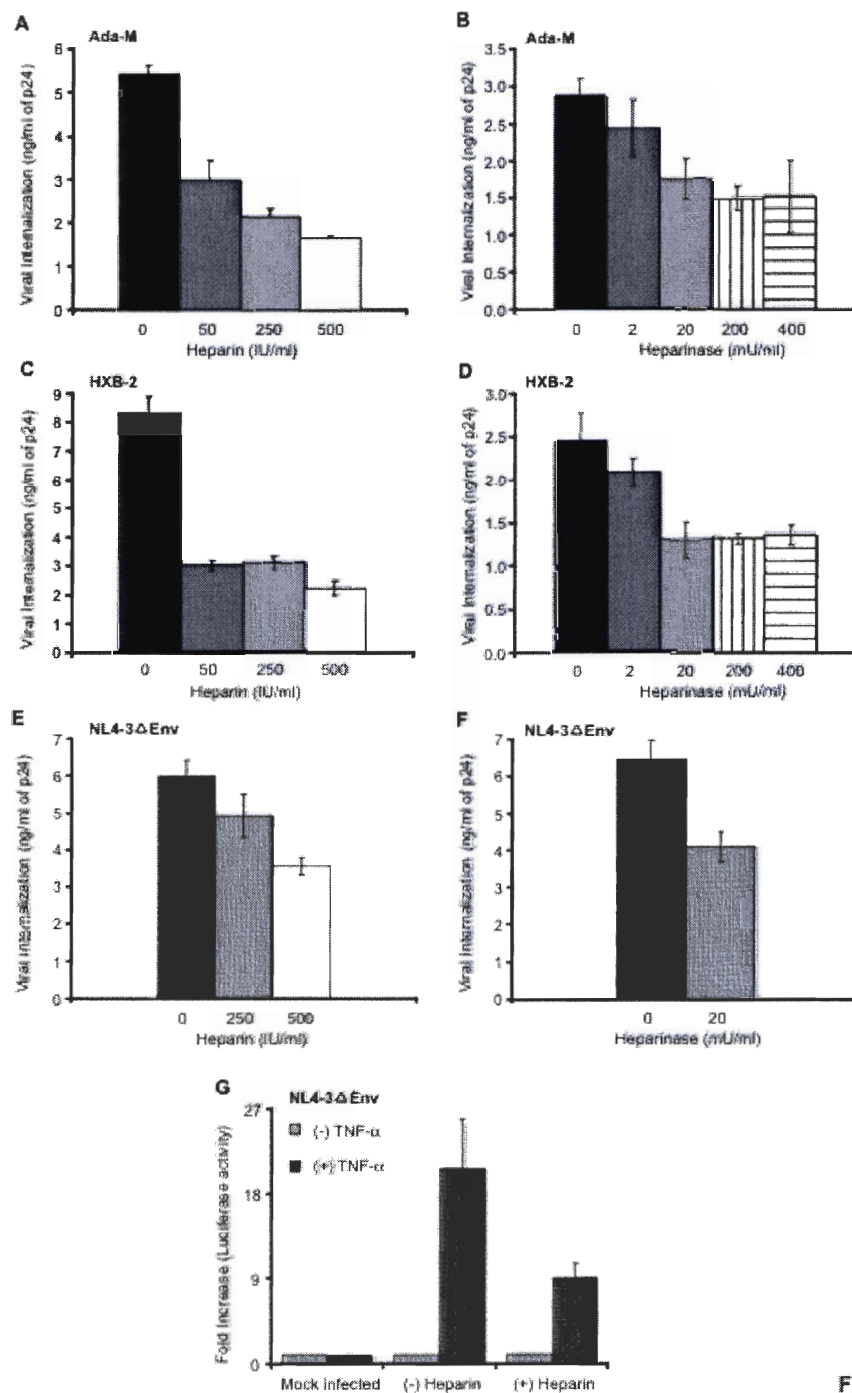 A
Ada-M
Viral Internalization (ng/ml of p24)
6
5
4
3
2
1
0
0 50 250 500
Heparin (IU/ml)
B
Ada-M
Viral Internalization (ng/ml of p24)
3.5
3.0
2.5
2.0
1.5
1.0
0.5
0.0
0 2 20 200 400
Heparinase (mU/ml)
C
HXB-2
Viral Internalization (ng/ml of p24)
9
8
7
6
5
4
3
2
1
0
0 50 250 500
Heparin (IU/ml)
D
HXB-2
Viral Internalization (ng/ml of p24)
3.0
2.5
2.0
1.5
1.0
0.5
0.0
0 2 20 200 400
Heparinase (mU/ml)
E
NL4-3ΔEnv
Viral Internalization (ng/ml of p24)
7
6
5
4
3
2
1
0
0 250 500
Heparin (IU/ml)
F
NL4-3ΔEnv
Viral Internalization (ng/ml of p24)
7
6
5
4
3
2
1
0
0 20
Heparinase (mU/ml)
G
NL4-3ΔEnv
(-) TNF-α
(+) TNF-α
Fold Increase (Luciferase activity)
27
18
9
0
Mock Infected (-) Heparin (+) Heparin
F